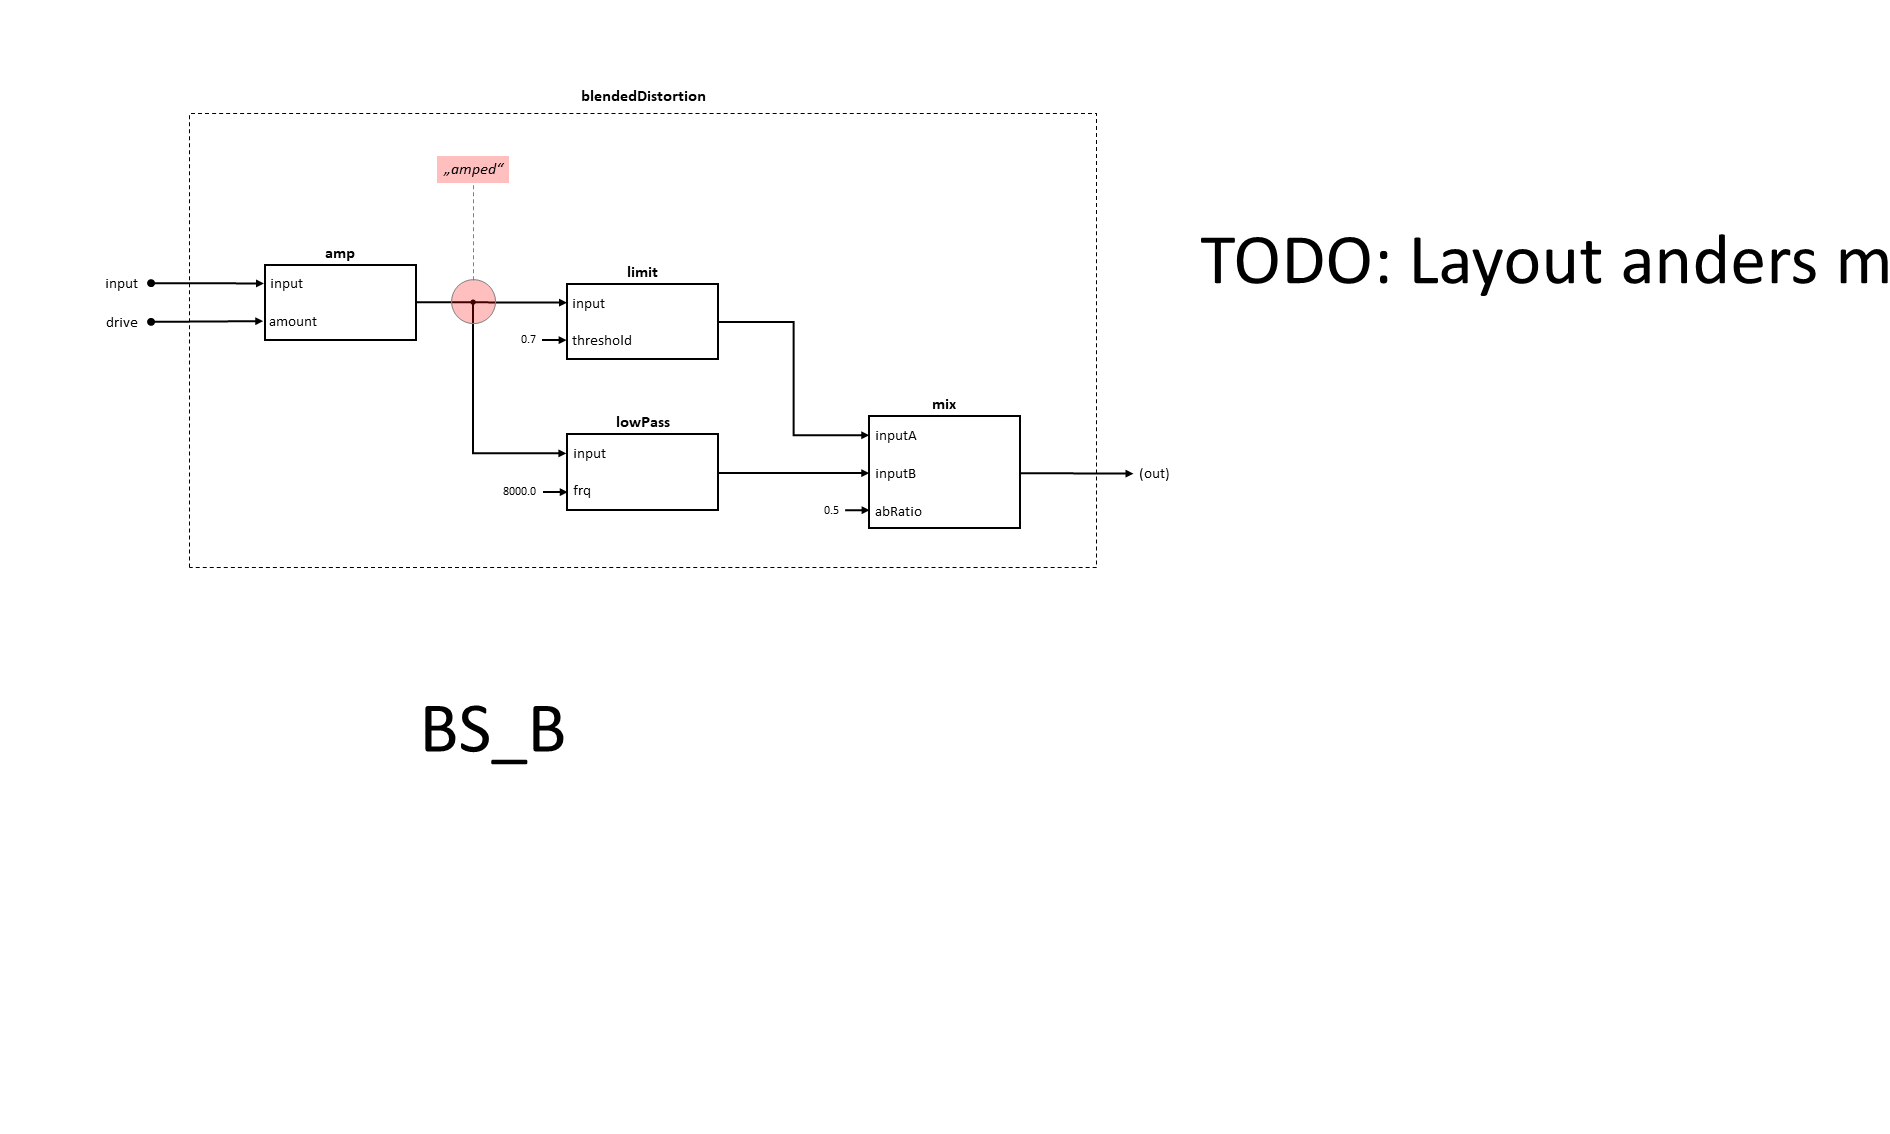 blendedDistortion
„amped“
amp
input
drive
input
amount
limit
input
0.7
threshold
lowPass
input
8000.0
frq
mix
inputA
inputB
0.5
abRatio
(out)
TODO: Layout anders m
BS_B